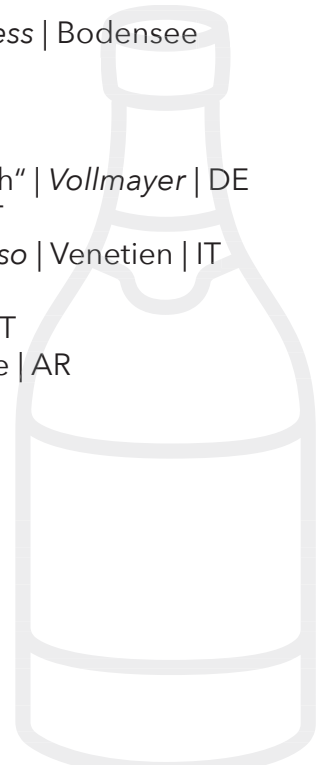 ess | Bodensee
h“ | Vollmayer | DE
so | Venetien | IT
T
e | AR